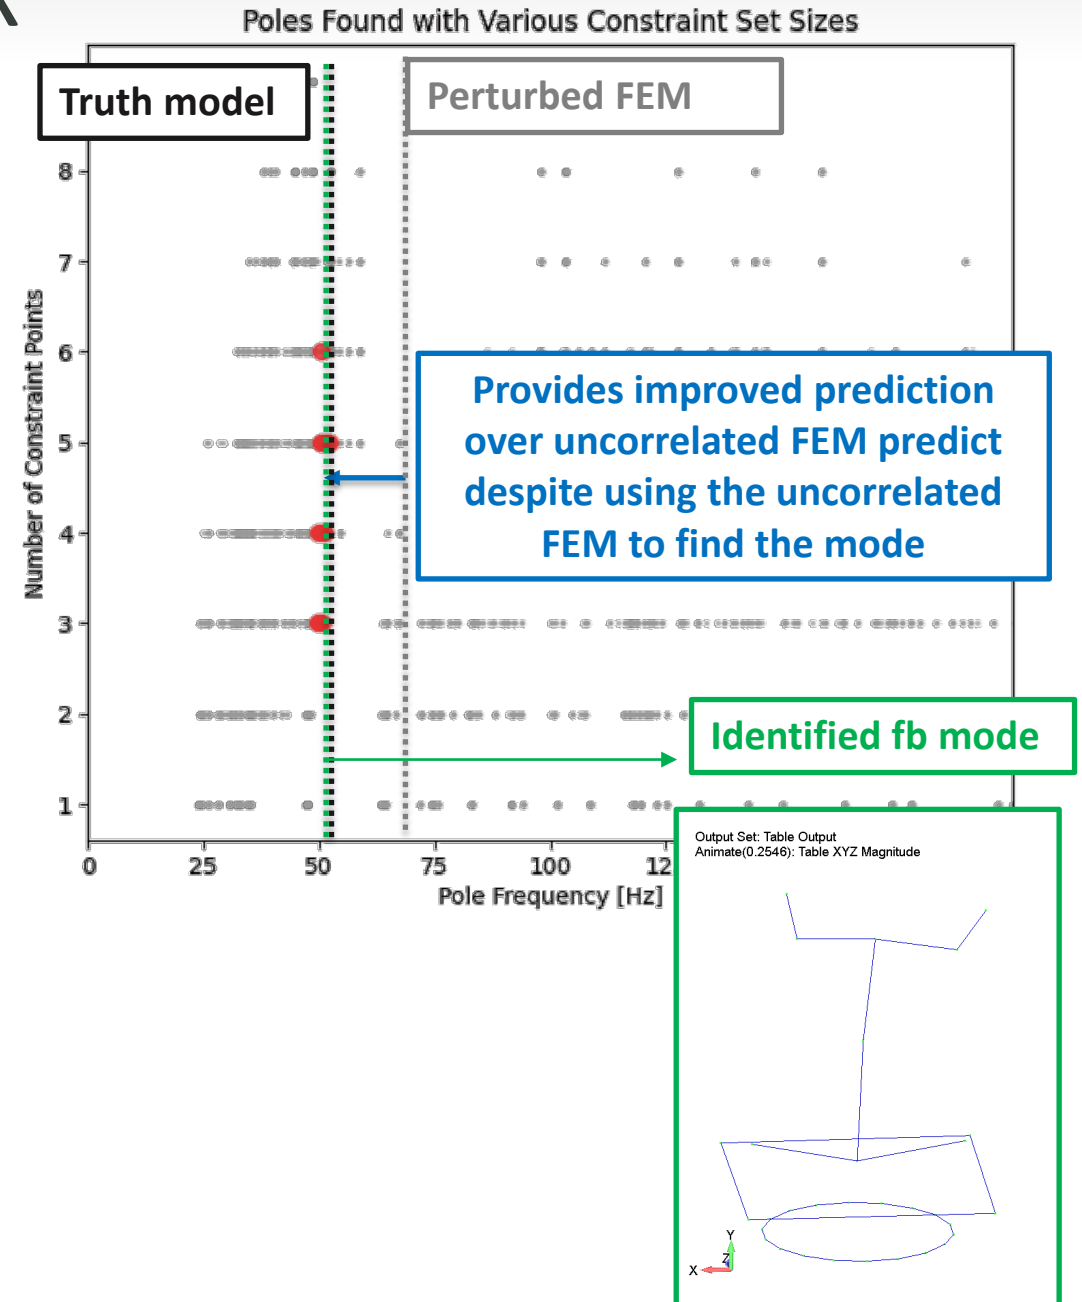 Poles Found with Various Constraint Set Sizes
Truth model
Perturbed FEM
8
7
6
5
4
3
2
1
Number of Constraint Points
Provides improved prediction
over uncorrelated FEM predict
despite using the uncorrelated
FEM to find the mode
Identified fb mode
0 25 50 75 100 12
Pole Frequency [Hz]
Output Set: Table Output
Animate(0.2546): Table XYZ Magnitude
Y
Z
X